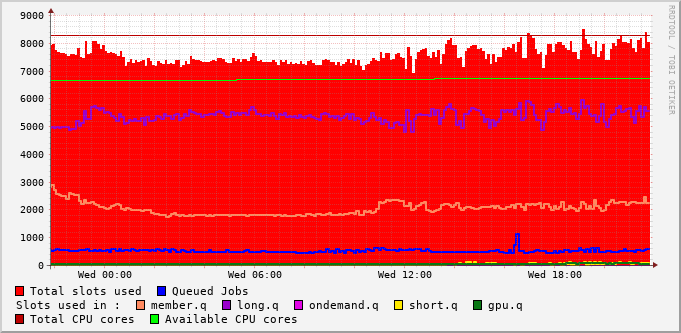 9000
8000
7000
6000
5000
4000
3000
2000
1000
0
Wed 00:00 Wed 06:00 Wed 12:00 Wed 18:00
RRDTOOL / TOBI OETIKER
Total slots used Queued Jobs
Slots used in : member.q long.q ondemand.q short.q gpu.q
Total CPU cores Available CPU cores